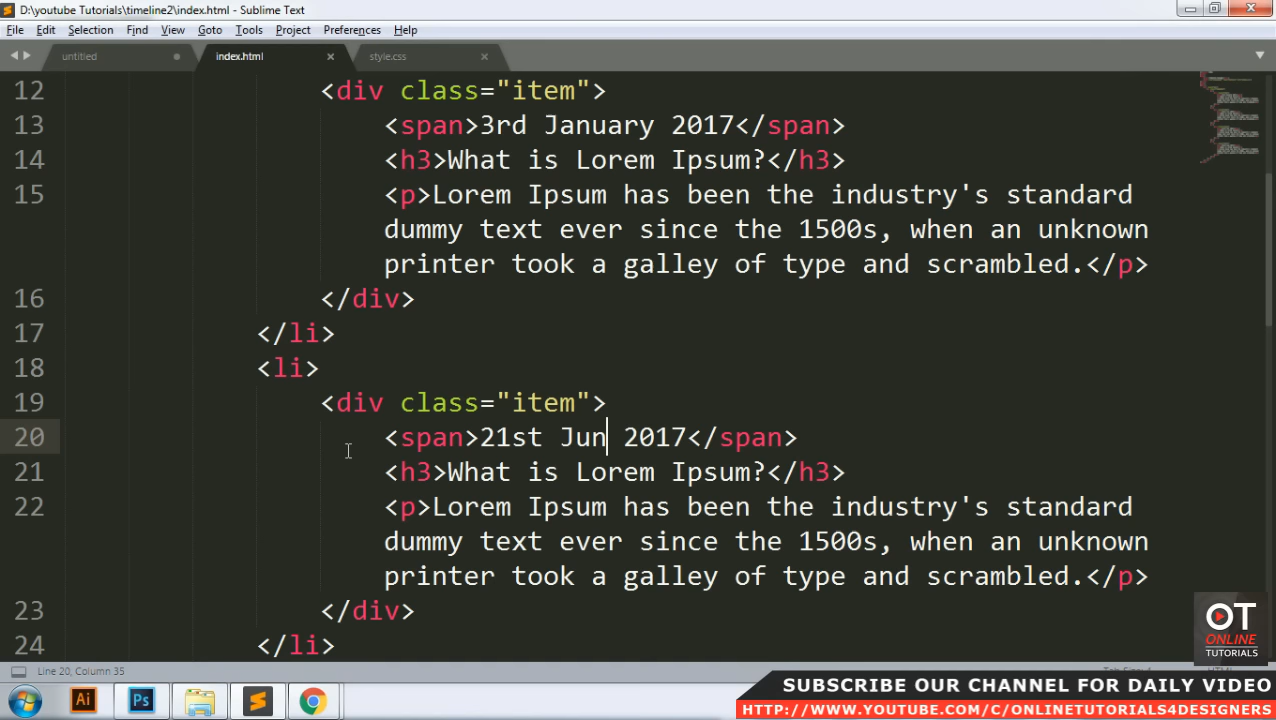 D:\youtube Tutorials\timeline2\index.html - Sublime Text
File Edit Selection Find View Goto Tools Project Preferences Help
untitled index.html style.css
12 <div class="item">
13 <span>3rd January 2017</span>
14 <h3>What is Lorem Ipsum?</h3>
15 <p>Lorem Ipsum has been the industry's standard
dummy text ever since the 1500s, when an unknown
printer took a galley of type and scrambled.</p>
16 </div>
17 </li>
18 <li>
19 <div class="item">
20 <span>21st Jun 2017</span>
21 <h3>What is Lorem Ipsum?</h3>
22 <p>Lorem Ipsum has been the industry's standard
dummy text ever since the 1500s, when an unknown
printer took a galley of type and scrambled.</p>
23 </div>
24 </li>
OT
ONLINE
TUTORIALS
Line 20, Column 35
Ai Ps
SUBSCRIBE OUR CHANNEL FOR DAILY VIDEO
HTTP://WWW.YOUTUBE.COM/C/ONLINETUTORIALS4DESIGNERS